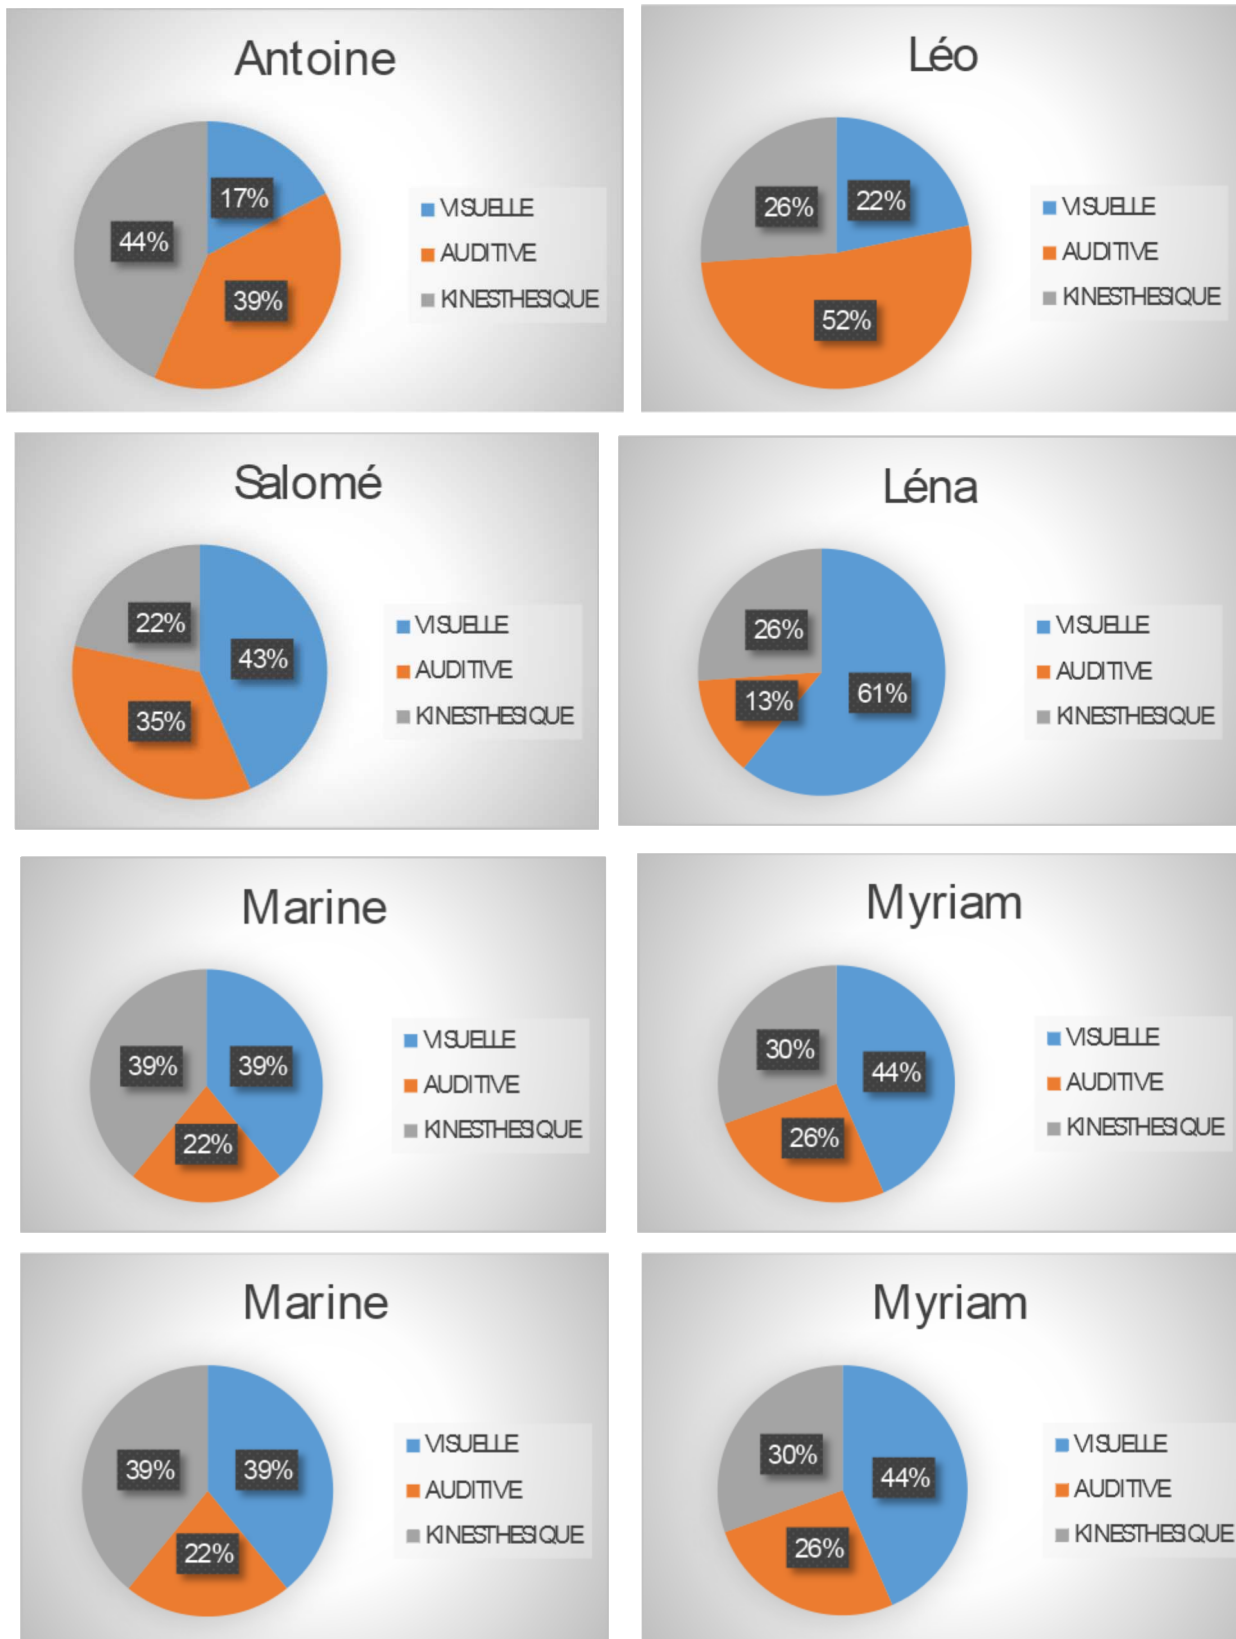 Antoine
17%
44%
39%
VISUELLE
AUDITIVE
KINESTHESIQUE
Léo
26%
22%
52%
VISUELLE
AUDITIVE
KINESTHESIQUE
Salomé
22%
43%
35%
VISUELLE
AUDITIVE
KINESTHESIQUE
Léna
26%
13%
61%
VISUELLE
AUDITIVE
KINESTHESIQUE
Marine
39%
39%
22%
VISUELLE
AUDITIVE
KINESTHESIQUE
Myriam
30%
44%
26%
VISUELLE
AUDITIVE
KINESTHESIQUE
Marine
39%
39%
22%
VISUELLE
AUDITIVE
KINESTHESIQUE
Myriam
30%
44%
26%
VISUELLE
AUDITIVE
KINESTHESIQUE